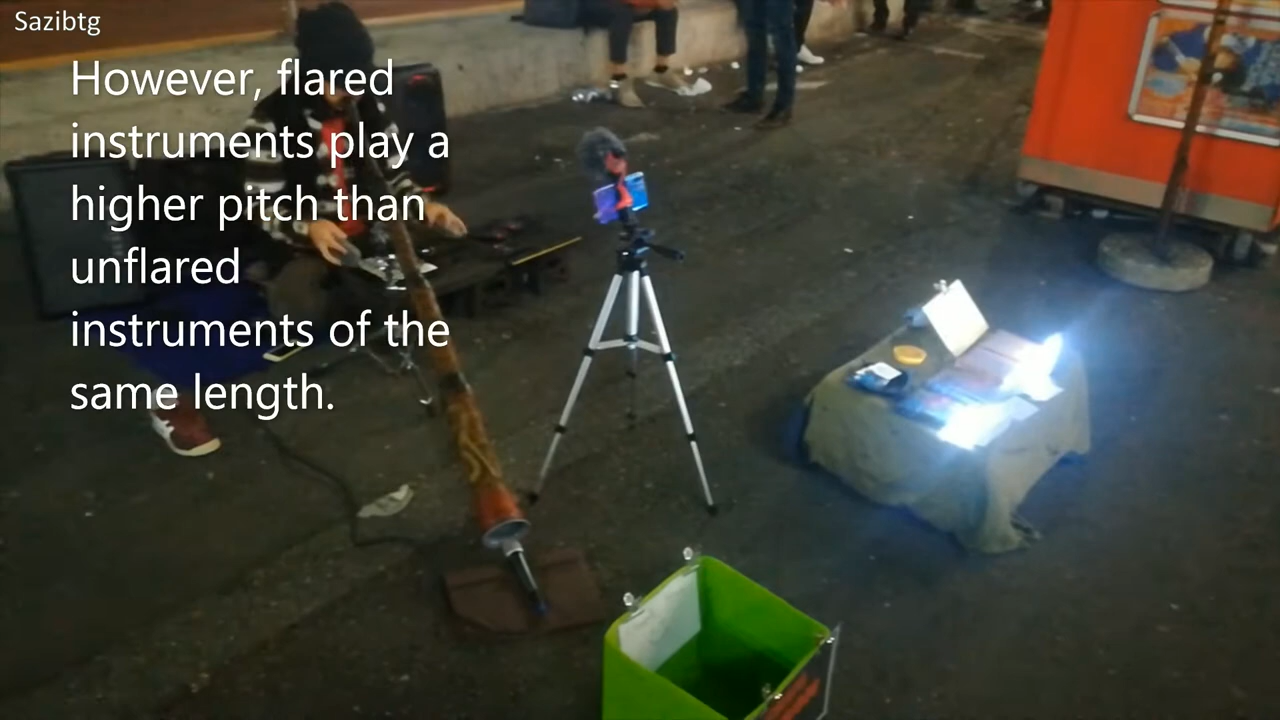 Sazibtg
However, flared
instruments play a
higher pitch than
unflared
instruments of the
same length.